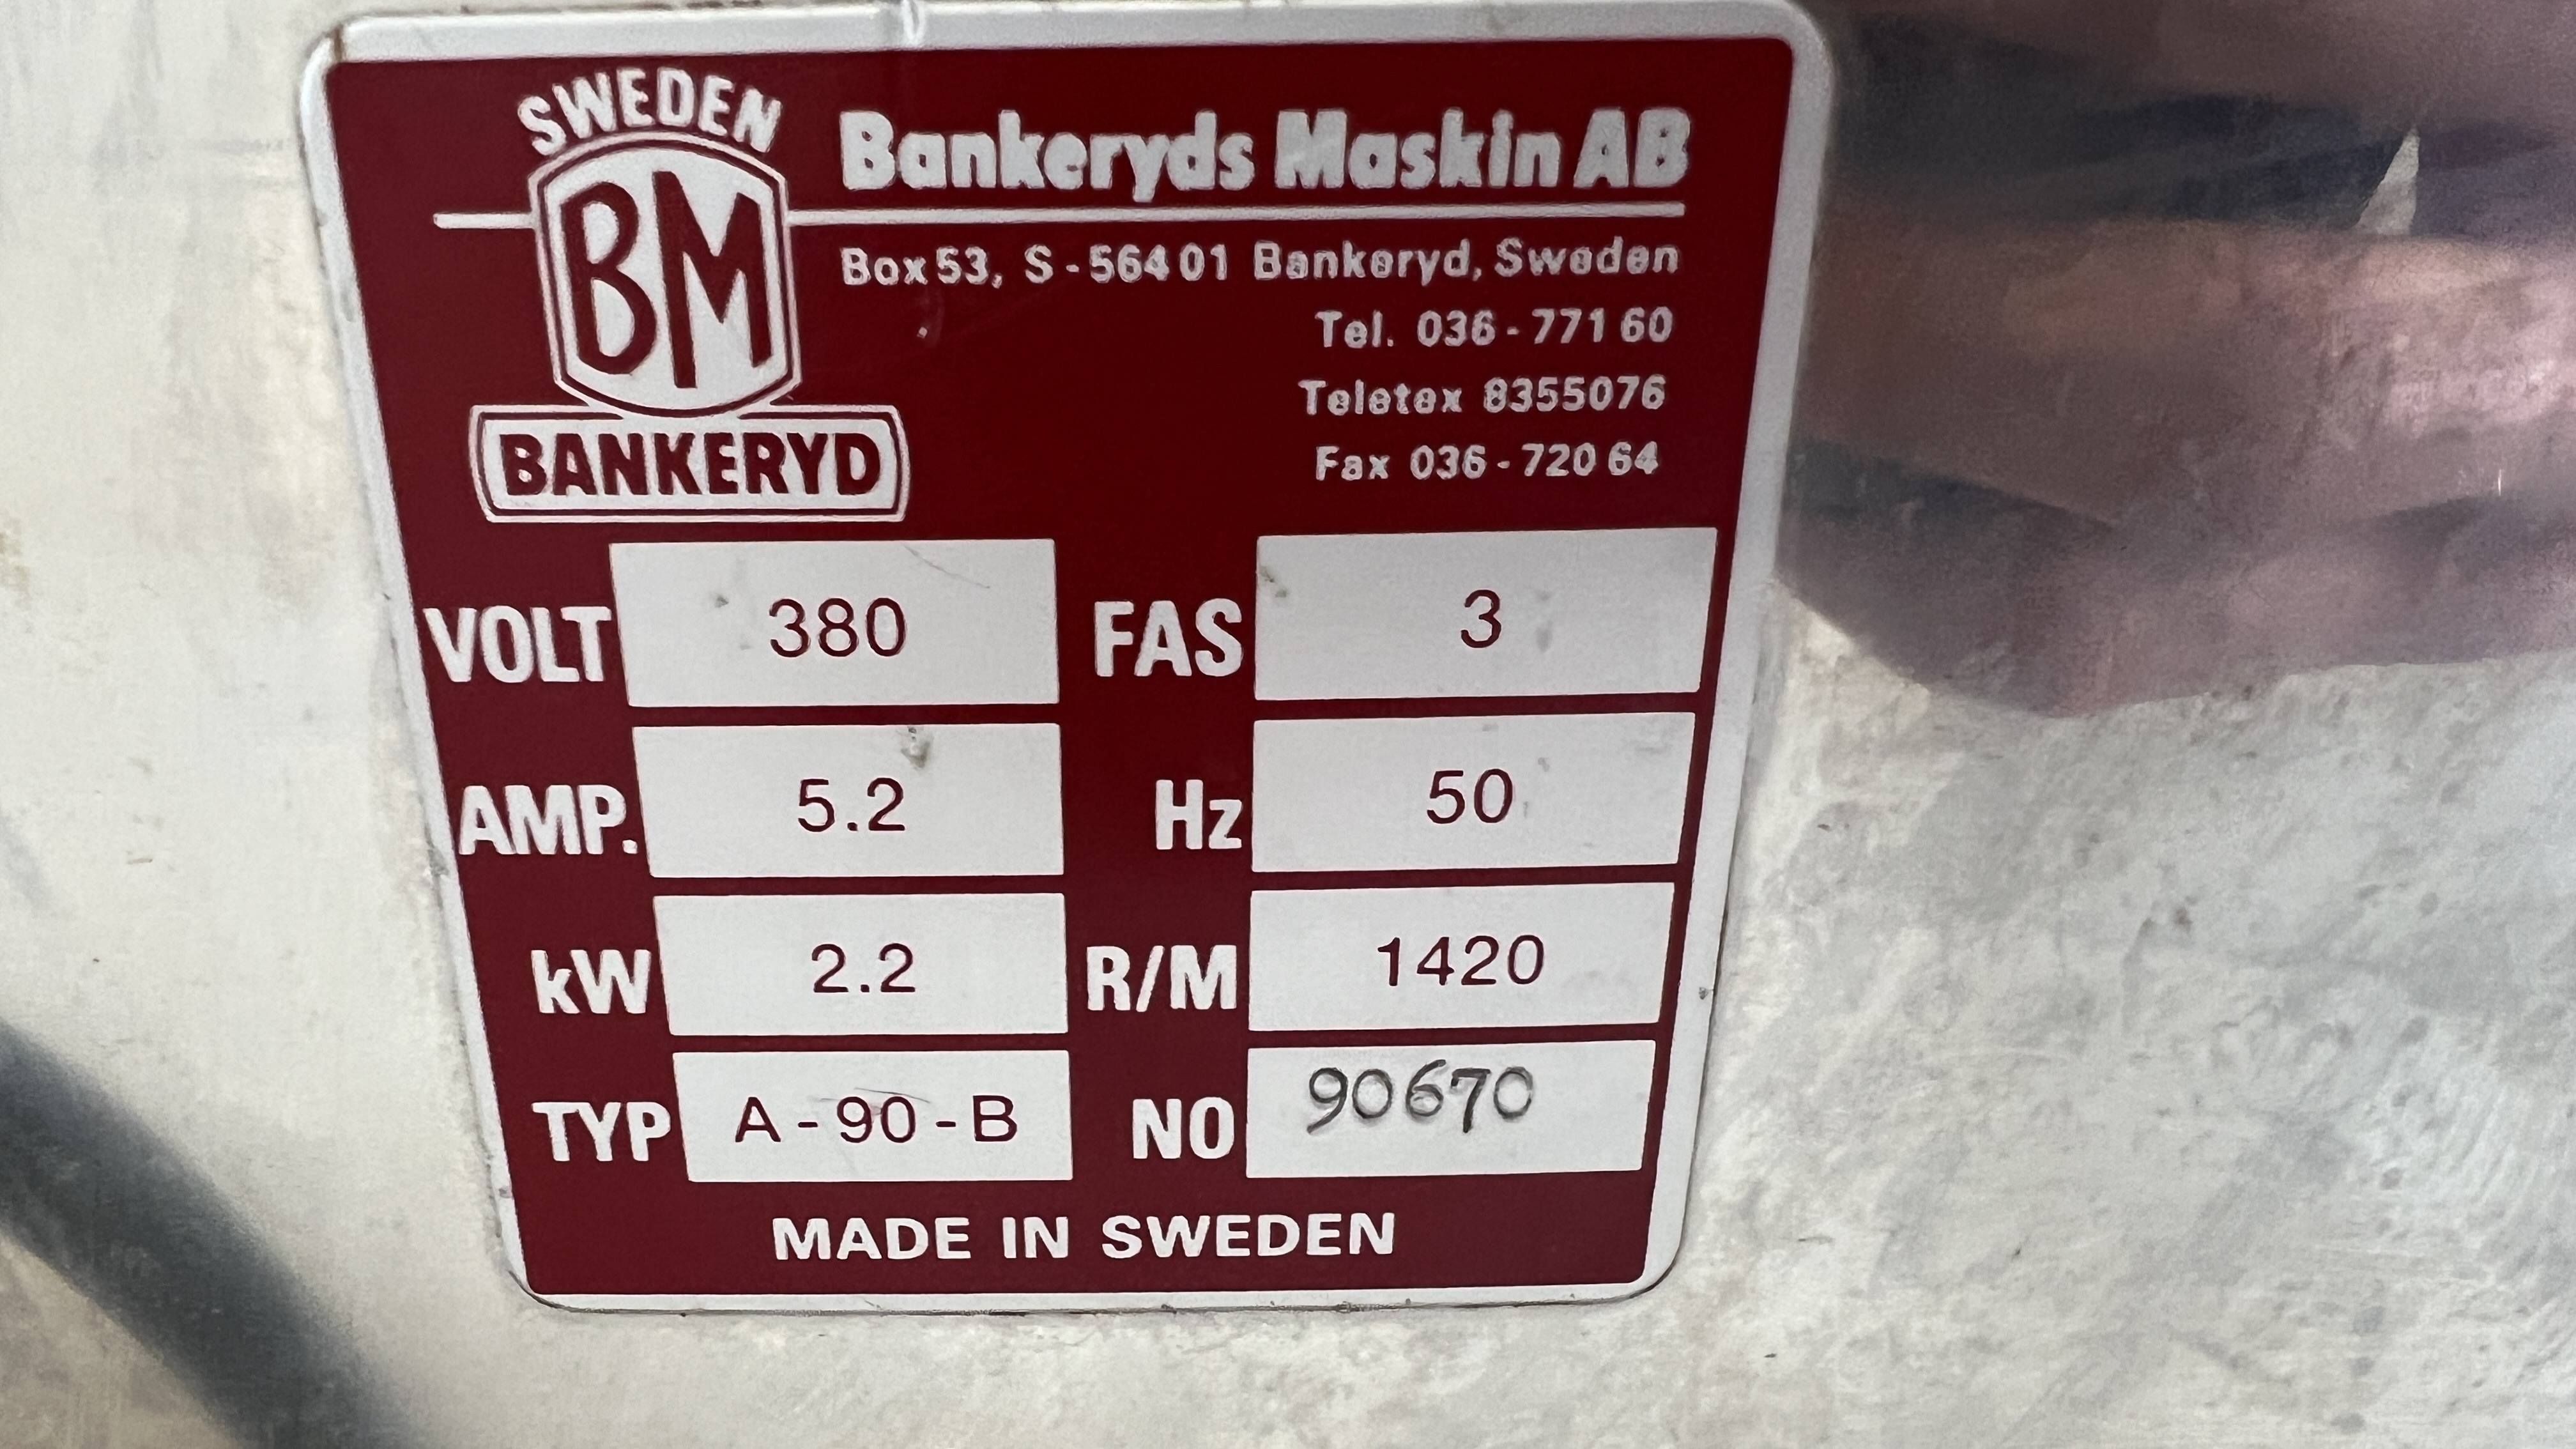 SWEDEN
BM
BANKERYD
Bankeryds Maskin AB
Box 53, S - 564 01 Bankeryd, Sweden
Tel. 036 - 771 60
Teletex 8355076
Fax 036 - 720 64
VOLT 380 FAS 3
AMP. 5.2 Hz 50
kW 2.2 R/M 1420
TYP A - 90 - B NO 90670
MADE IN SWEDEN